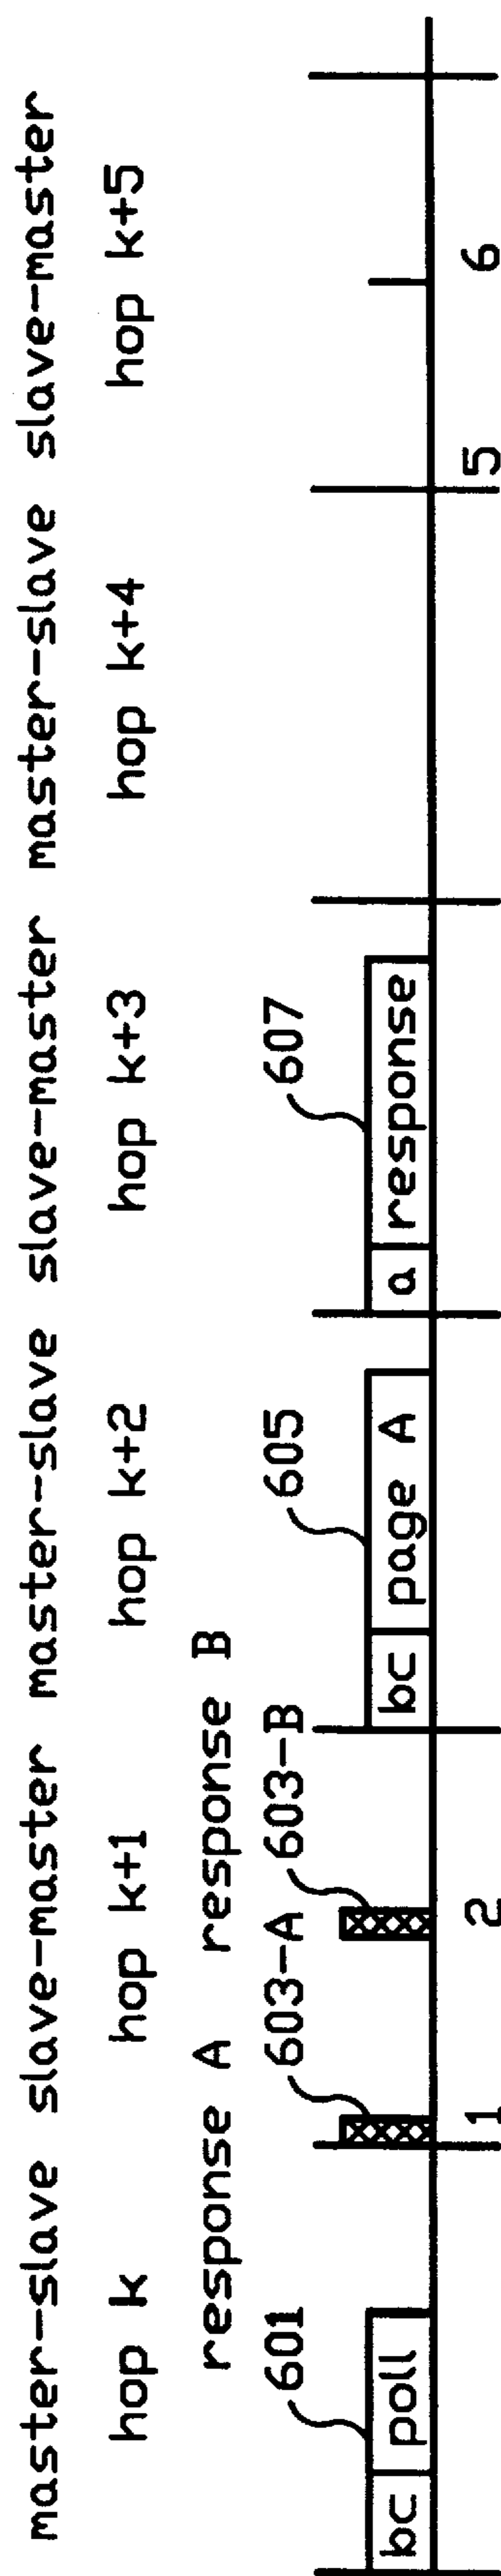 master-slave slave-master master-slave slave-master master-slave slave-master
hop k hop k+1 hop k+2 hop k+3 hop k+4 hop k+5
response A response B
601 603-A 603-B 605 607
bc poll bc page A a response
1 2 5 6